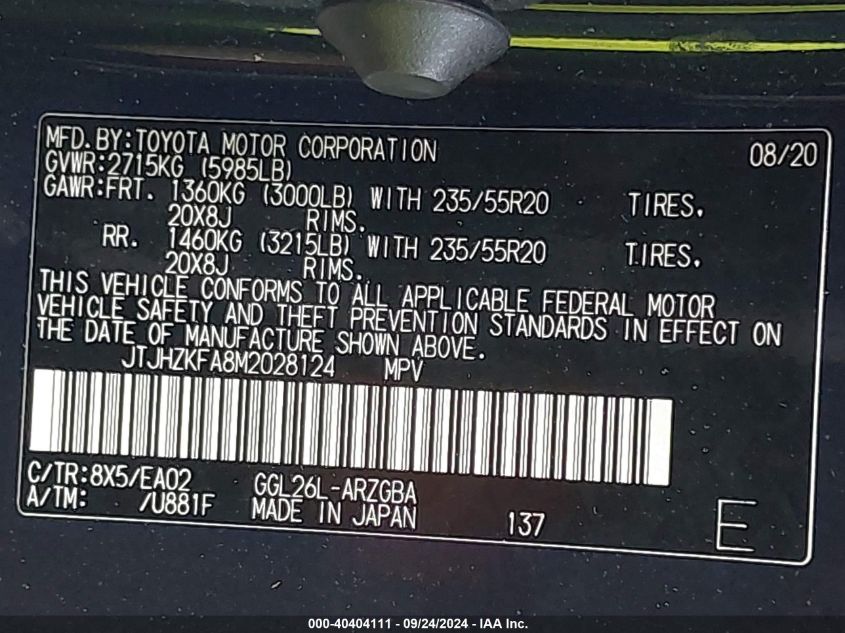 MFD. BY:TOYOTA MOTOR CORPORATION 08/20
GVWR:2715KG (5985LB)
GAWR:FRT. 1360KG (3000LB) WITH 235/55R20 TIRES.
20X8J RIMS.
RR. 1460KG (3215LB) WITH 235/55R20 TIRES.
20X8J RIMS.
THIS VEHICLE CONFORMS TO ALL APPLICABLE FEDERAL MOTOR
VEHICLE SAFETY AND THEFT PREVENTION STANDARDS IN EFFECT ON
THE DATE OF MANUFACTURE SHOWN ABOVE.
JTJHZKFA8M2028124 MPV
C/TR:8X5/EA02 GGL26L-ARZGBA
A/TM: /U881F MADE IN JAPAN 137 E
000-40404111 - 09/24/2024 - IAA Inc.